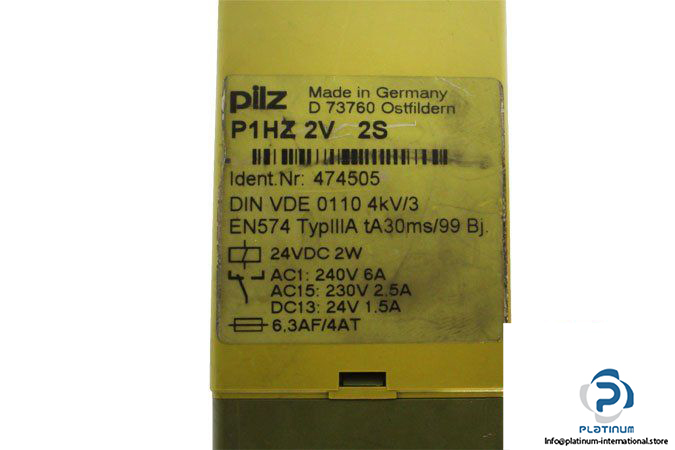 pilz
Made in Germany
D 73760 Ostfildern
P1HZ 2V 2S
Ident.Nr: 474505
DIN VDE 0110 4kV/3
EN574 TypIIIA tA30ms/99 Bj.
24VDC 2W
AC1: 240V 6A
AC15: 230V 2.5A
DC13: 24V 1.5A
6,3AF/4AT
PLATINUM
info@platinum-international.store